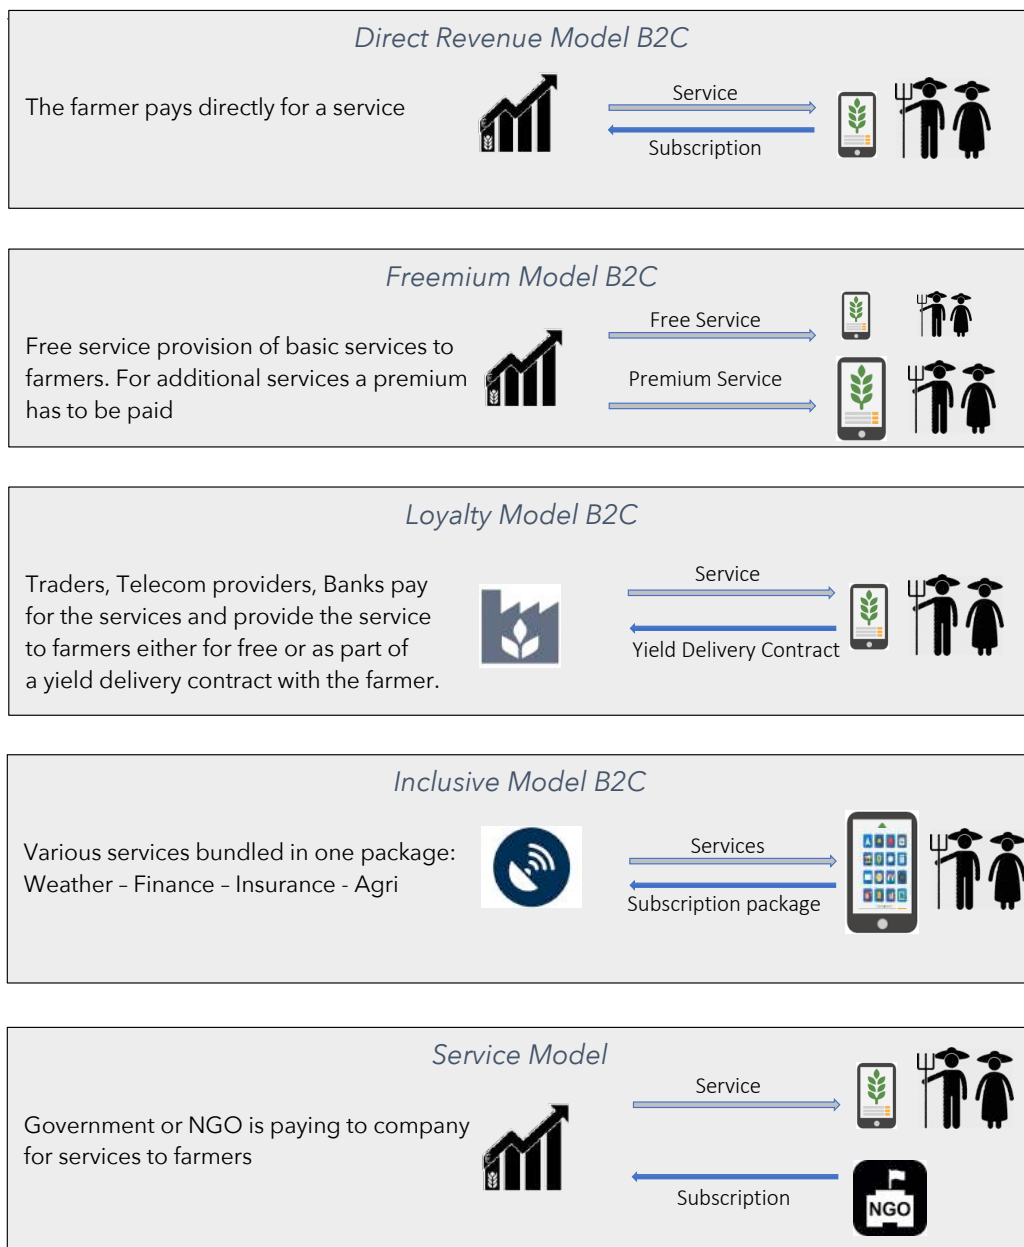 Direct Revenue Model B2C
The farmer pays directly for a service
Service
Subscription
Freemium Model B2C
Free service provision of basic services to
farmers. For additional services a premium
has to be paid
Free Service
Premium Service
Loyalty Model B2C
Traders, Telecom providers, Banks pay
for the services and provide the service
to farmers either for free or as part of
a yield delivery contract with the farmer.
Service
Yield Delivery Contract
Inclusive Model B2C
Various services bundled in one package:
Weather – Finance – Insurance - Agri
Services
Subscription package
Service Model
Government or NGO is paying to company
for services to farmers
Service
Subscription
NGO